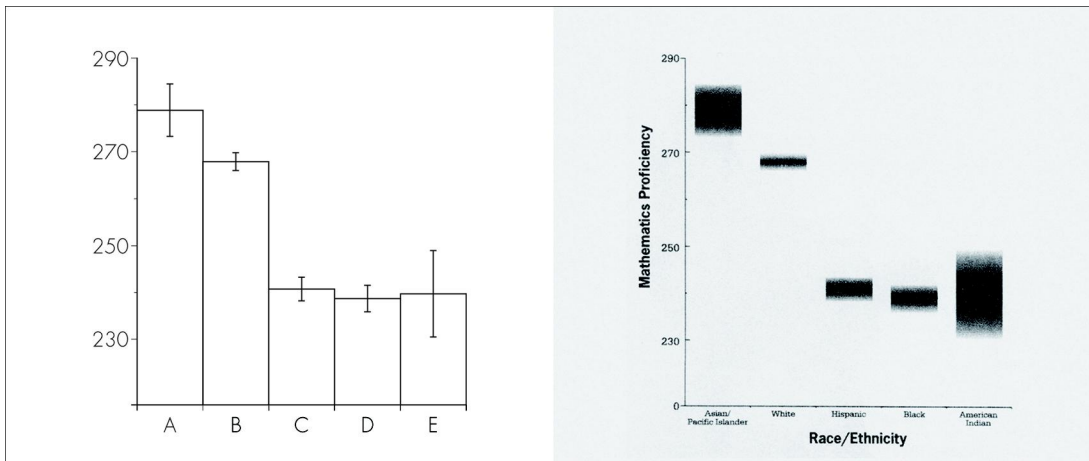 290
270
250
230
A B C D E
290
270
250
230
0
Mathematics Proficiency
Asian/ White Hispanic Black American
Pacific Islander Indian
Race/Ethnicity